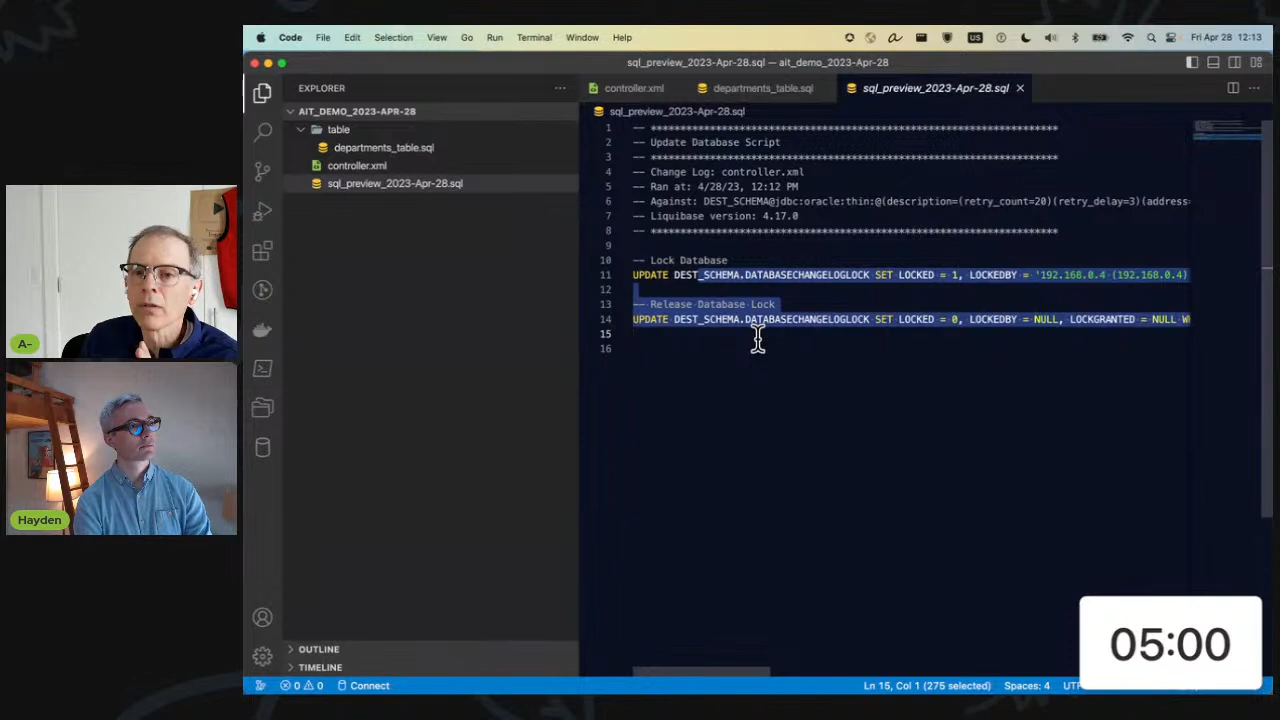 Code File Edit Selection View Go Run Terminal Window Help US Fri Apr 28 12:13
sql_preview_2023-Apr-28.sql — ait_demo_2023-APR-28
EXPLORER
AIT_DEMO_2023-APR-28
table
departments_table.sql
controller.xml
sql_preview_2023-Apr-28.sql
OUTLINE
TIMELINE
controller.xml departments_table.sql sql_preview_2023-Apr-28.sql
sql_preview_2023-Apr-28.sql
1 -- *********************************************************************
2 -- Update Database Script
3 -- *********************************************************************
4 -- Change Log: controller.xml
5 -- Ran at: 4/28/23, 12:12 PM
6 -- Against: DEST_SCHEMA@jdbc:oracle:thin:@(description=(retry_count=20)(retry_delay=3)(address=
7 -- Liquibase version: 4.17.0
8 -- *********************************************************************
9
10 -- Lock Database
11 UPDATE DEST_SCHEMA.DATABASECHANGELOGLOCK SET LOCKED = 1, LOCKEDBY = '192.168.0.4 (192.168.0.4)
12
13 -- Release Database Lock
14 UPDATE DEST_SCHEMA.DATABASECHANGELOGLOCK SET LOCKED = 0, LOCKEDBY = NULL, LOCKGRANTED = NULL W
15
16
A-
Hayden
05:00
0 0 Connect Ln 15, Col 1 (275 selected) Spaces: 4 UTF